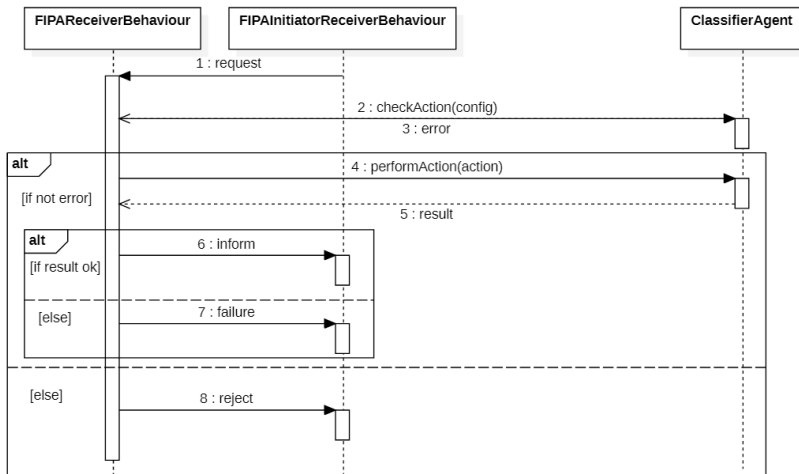 FIPAReceiverBehaviour
FIPAInitiatorReceiverBehaviour
ClassifierAgent
1 : request
2 : checkAction(config)
3 : error
alt
4 : performAction(action)
[if not error]
5 : result
alt
6 : inform
[if result ok]
7 : failure
[else]
[else]
8 : reject